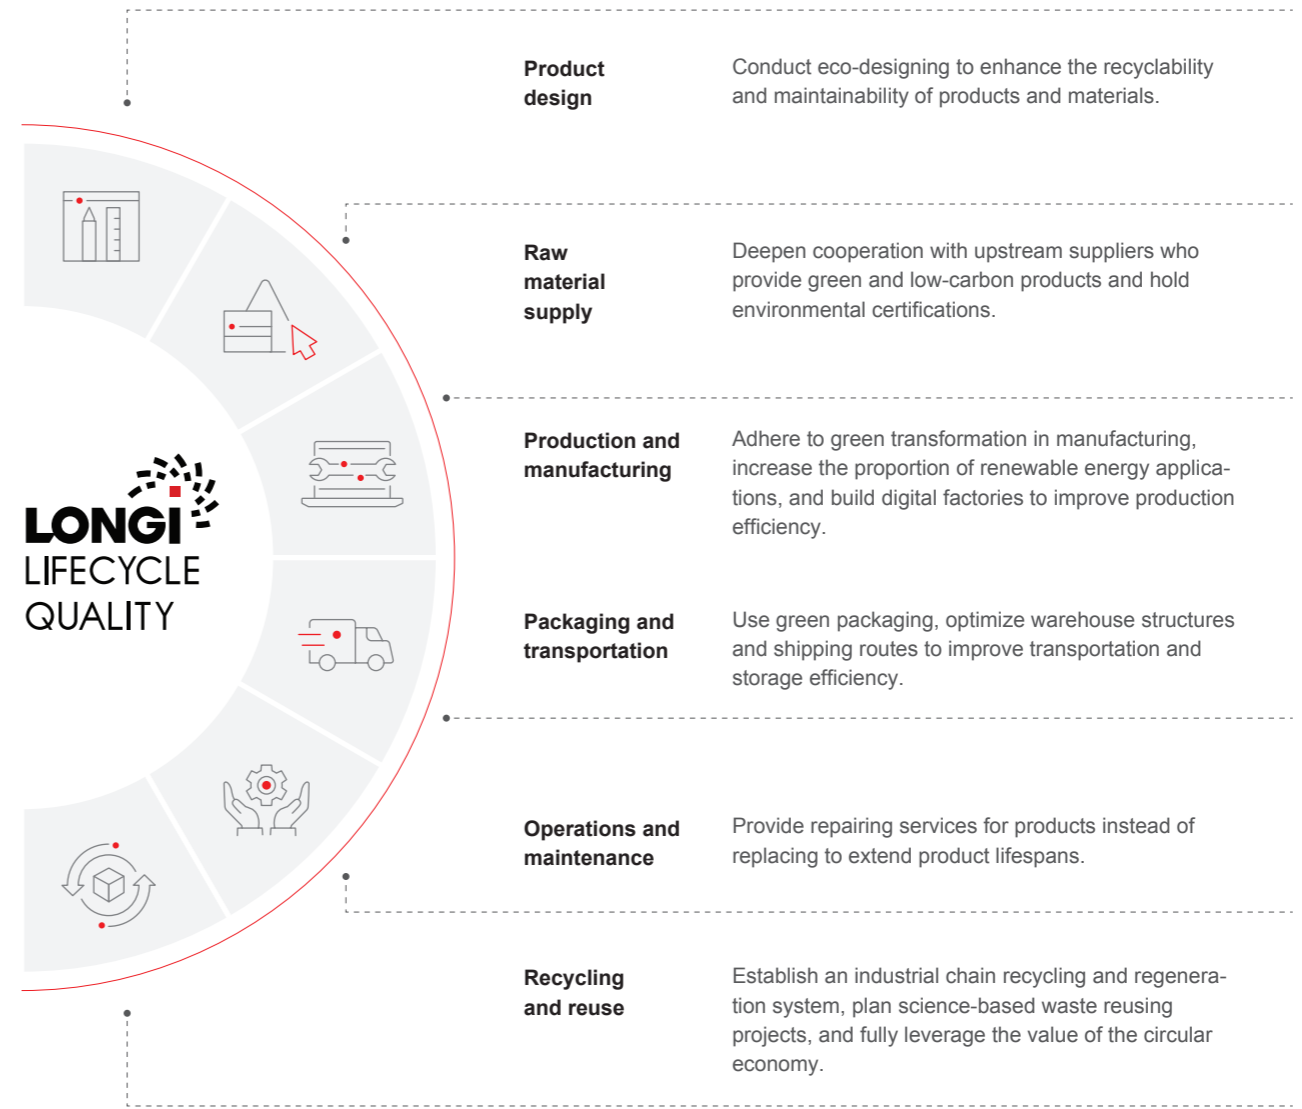 Product
design
Conduct eco-designing to enhance the recyclability
and maintainability of products and materials.
Raw
material
supply
Deepen cooperation with upstream suppliers who
provide green and low-carbon products and hold
environmental certifications.
Production and
manufacturing
Adhere to green transformation in manufacturing,
increase the proportion of renewable energy applica-
tions, and build digital factories to improve production
efficiency.
LONGi
LIFECYCLE
QUALITY
Packaging and
transportation
Use green packaging, optimize warehouse structures
and shipping routes to improve transportation and
storage efficiency.
Operations and
maintenance
Provide repairing services for products instead of
replacing to extend product lifespans.
Recycling
and reuse
Establish an industrial chain recycling and regenera-
tion system, plan science-based waste reusing
projects, and fully leverage the value of the circular
economy.